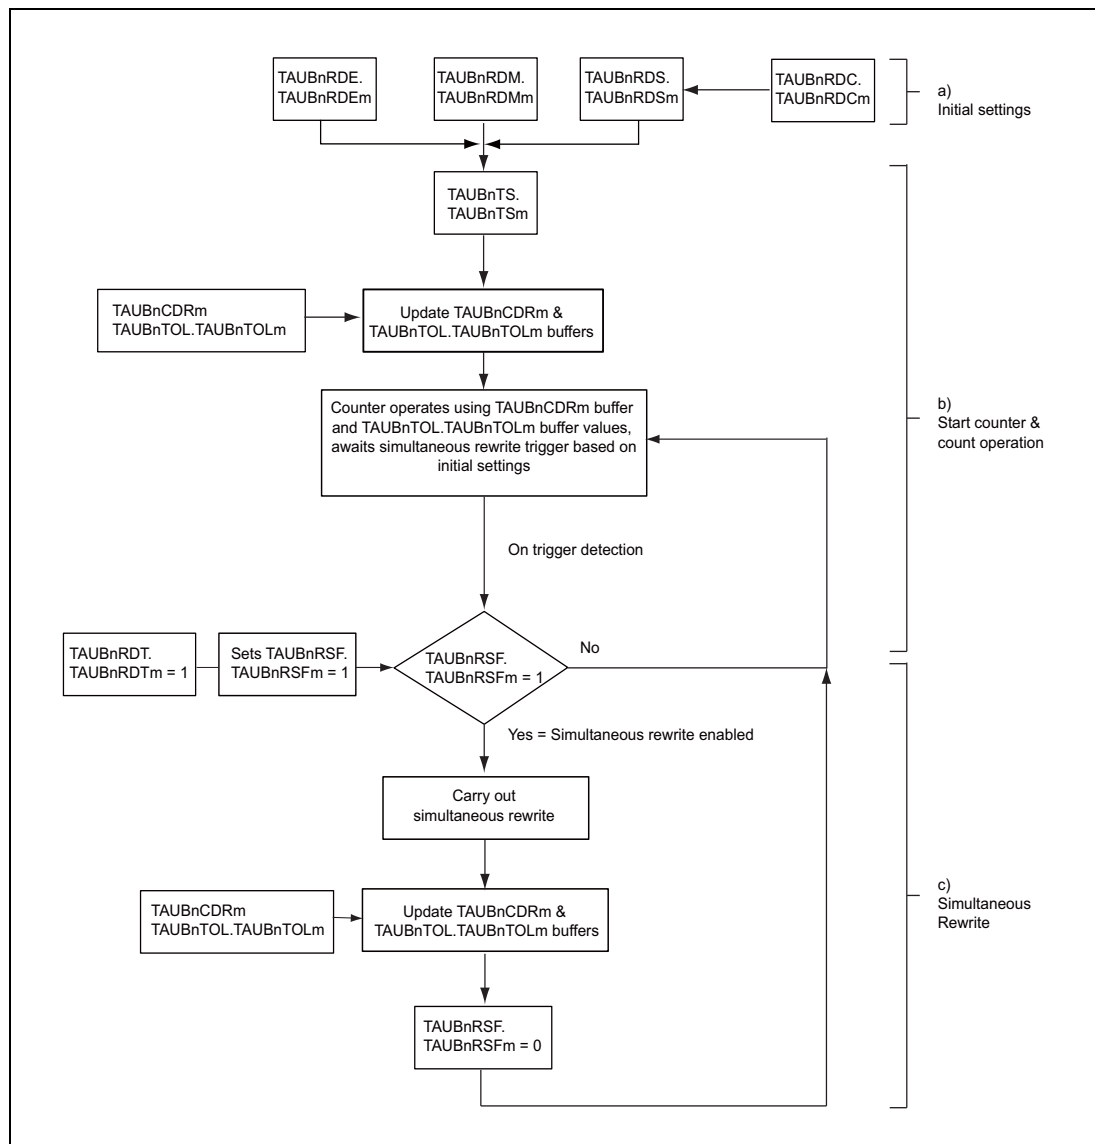 TAUBnRDE.
TAUBnRDEm
TAUBnRDM.
TAUBnRDMm
TAUBnRDS.
TAUBnRDSm
TAUBnRDC.
TAUBnRDCm
a)
Initial settings
TAUBnTS.
TAUBnTSm
TAUBnCDRm
TAUBnTOL.TAUBnTOLm
Update TAUBnCDRm &
TAUBnTOL.TAUBnTOLm buffers
Counter operates using TAUBnCDRm buffer
and TAUBnTOL.TAUBnTOLm buffer values,
awaits simultaneous rewrite trigger based on
initial settings
b)
Start counter &
count operation
On trigger detection
TAUBnRDT.
TAUBnRDTm = 1
Sets TAUBnRSF.
TAUBnRSFm = 1
TAUBnRSF.
TAUBnRSFm = 1
No
Yes = Simultaneous rewrite enabled
Carry out
simultaneous rewrite
TAUBnCDRm
TAUBnTOL.TAUBnTOLm
Update TAUBnCDRm &
TAUBnTOL.TAUBnTOLm buffers
c)
Simultaneous
Rewrite
TAUBnRSF.
TAUBnRSFm = 0